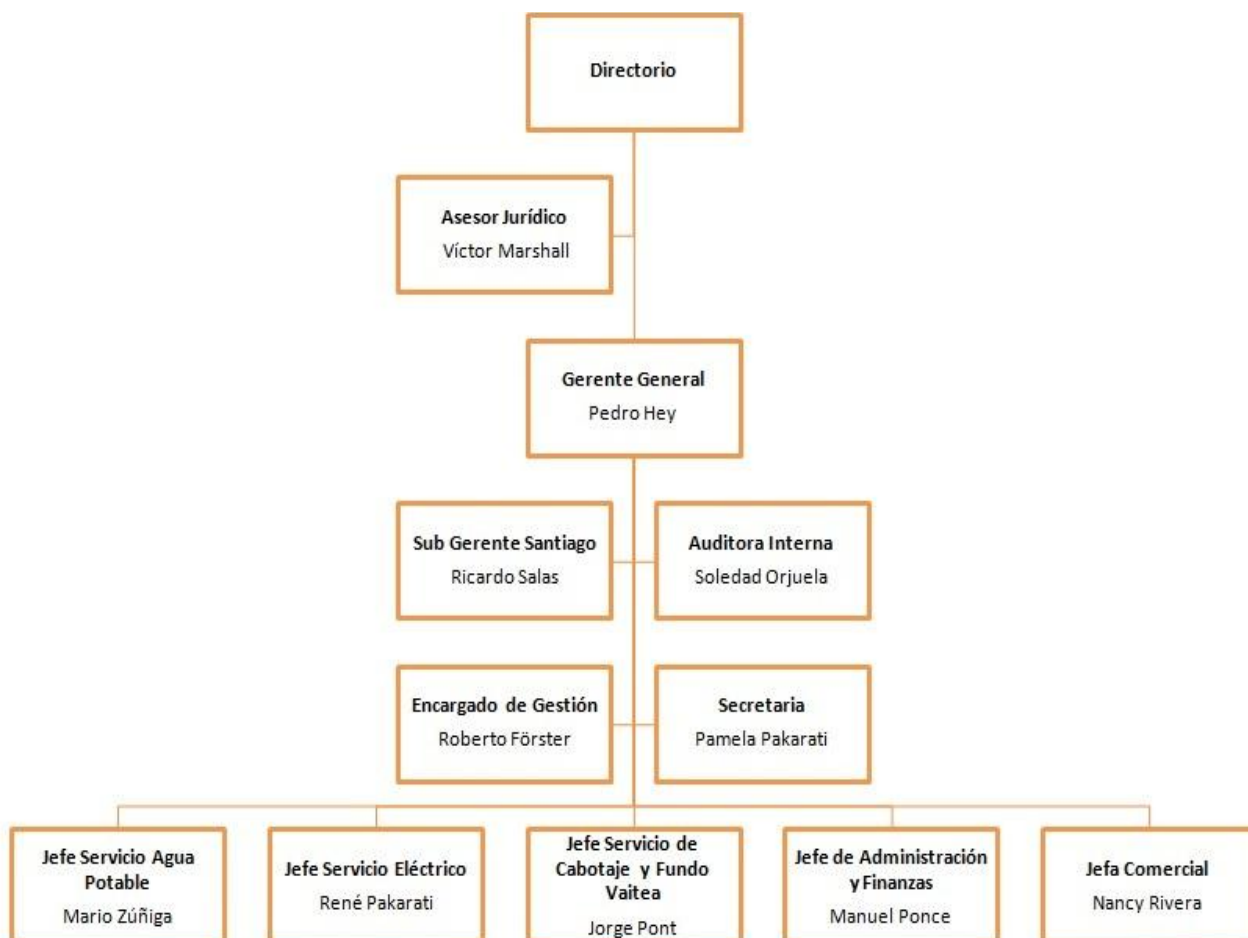 Directorio
Asesor Jurídico
Víctor Marshall
Gerente General
Pedro Hey
Sub Gerente Santiago
Ricardo Salas
Auditora Interna
Soledad Orjuela
Encargado de Gestión
Roberto Förster
Secretaria
Pamela Pakarati
Jefe Servicio Agua
Potable
Mario Zúñiga
Jefe Servicio Eléctrico
René Pakarati
Jefe Servicio de
Cabotaje y Fundo
Vaitea
Jorge Pont
Jefe de Administración
y Finanzas
Manuel Ponce
Jefa Comercial
Nancy Rivera